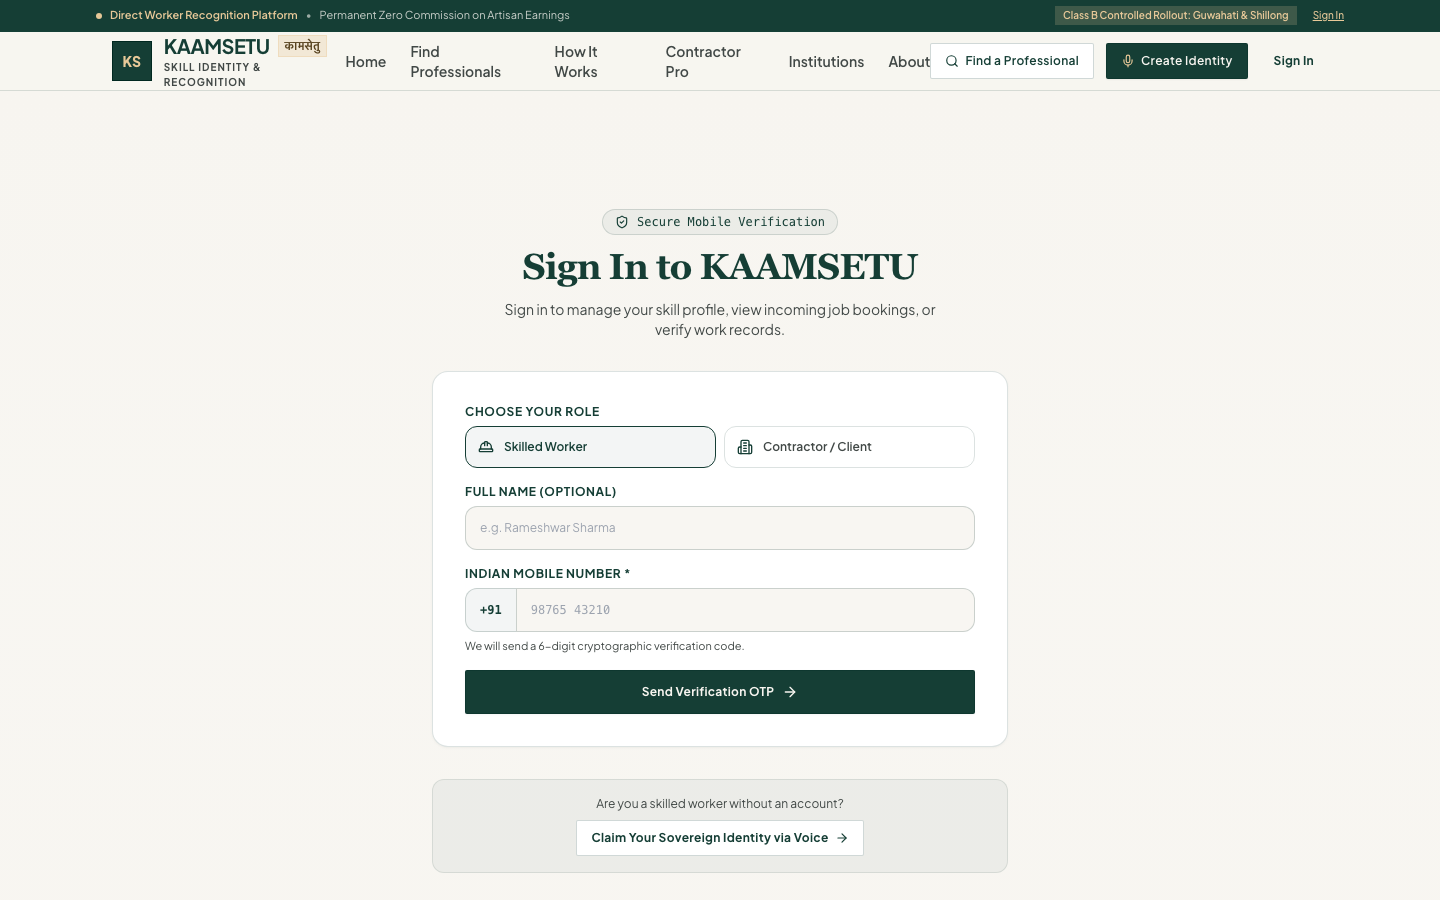 Direct Worker Recognition Platform • Permanent Zero Commission on Artisan Earnings
Class B Controlled Rollout: Guwahati & Shillong
Sign In
KS
KAAMSETU
कामसेतु
SKILL IDENTITY &
RECOGNITION
Home
Find
Professionals
How It
Works
Contractor
Pro
Institutions
About
Find a Professional
Create Identity
Sign In
Secure Mobile Verification
Sign In to KAAMSETU
Sign in to manage your skill profile, view incoming job bookings, or
verify work records.
CHOOSE YOUR ROLE
Skilled Worker
Contractor / Client
FULL NAME (OPTIONAL)
e.g. Rameshwar Sharma
INDIAN MOBILE NUMBER *
+91
98765 43210
We will send a 6-digit cryptographic verification code.
Send Verification OTP →
Are you a skilled worker without an account?
Claim Your Sovereign Identity via Voice →